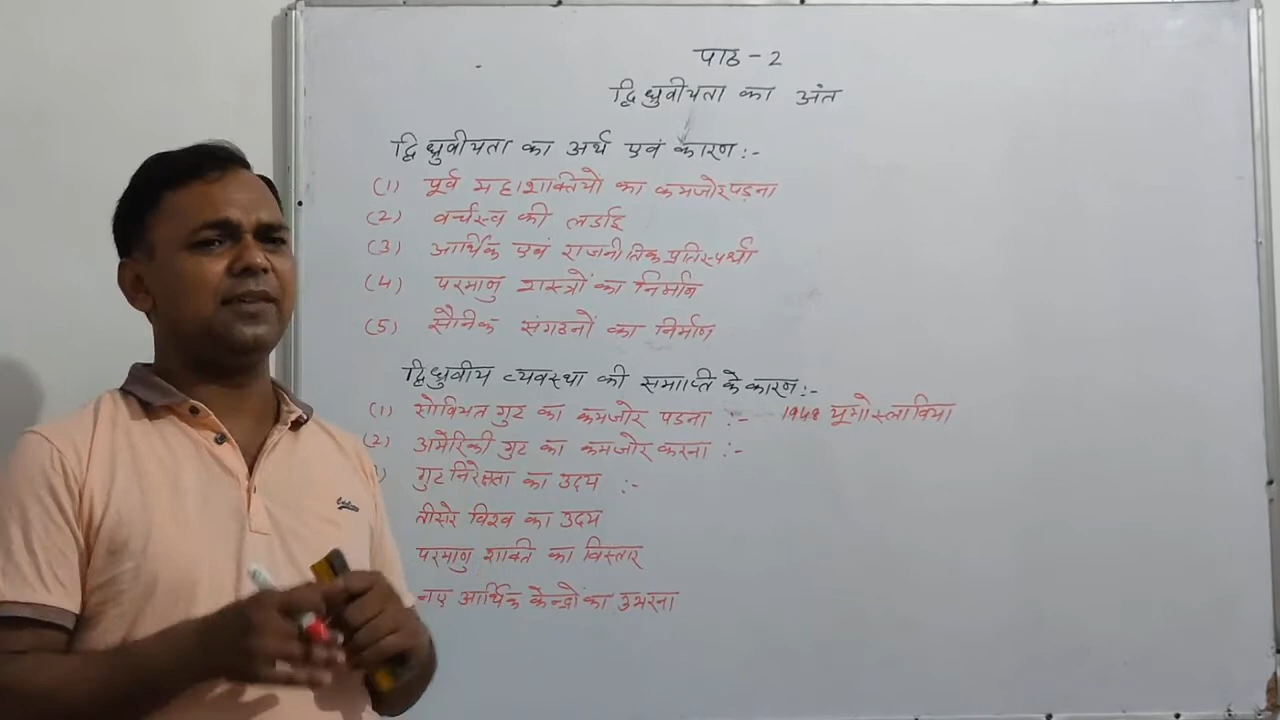 पाठ - 2
द्विध्रुवीयता का अंत
द्विध्रुवीयता का अर्थ एवं कारण :-
(1) पूर्व महाशक्तियों का कमजोर पड़ना
(2) वर्चस्व की लडाई
(3) आर्थिक एवं राजनीतिक प्रतिस्पर्धा
(4) परमाणु शस्त्रों का निर्माण
(5) सैनिक संगठनों का निर्माण
द्विध्रुवीय व्यवस्था की समाप्ति के कारण :-
(1) सोवियत गुट का कमजोर पडना :- 1948 यूगोस्लाविया
(2) अमेरिकी गुट का कमजोर करना :-
) गुट निरेक्षता का उदय :-
तीसरे विश्व का उदय
परमाणु शक्ति का विस्तार
नए आर्थिक केन्द्रों का उभरना